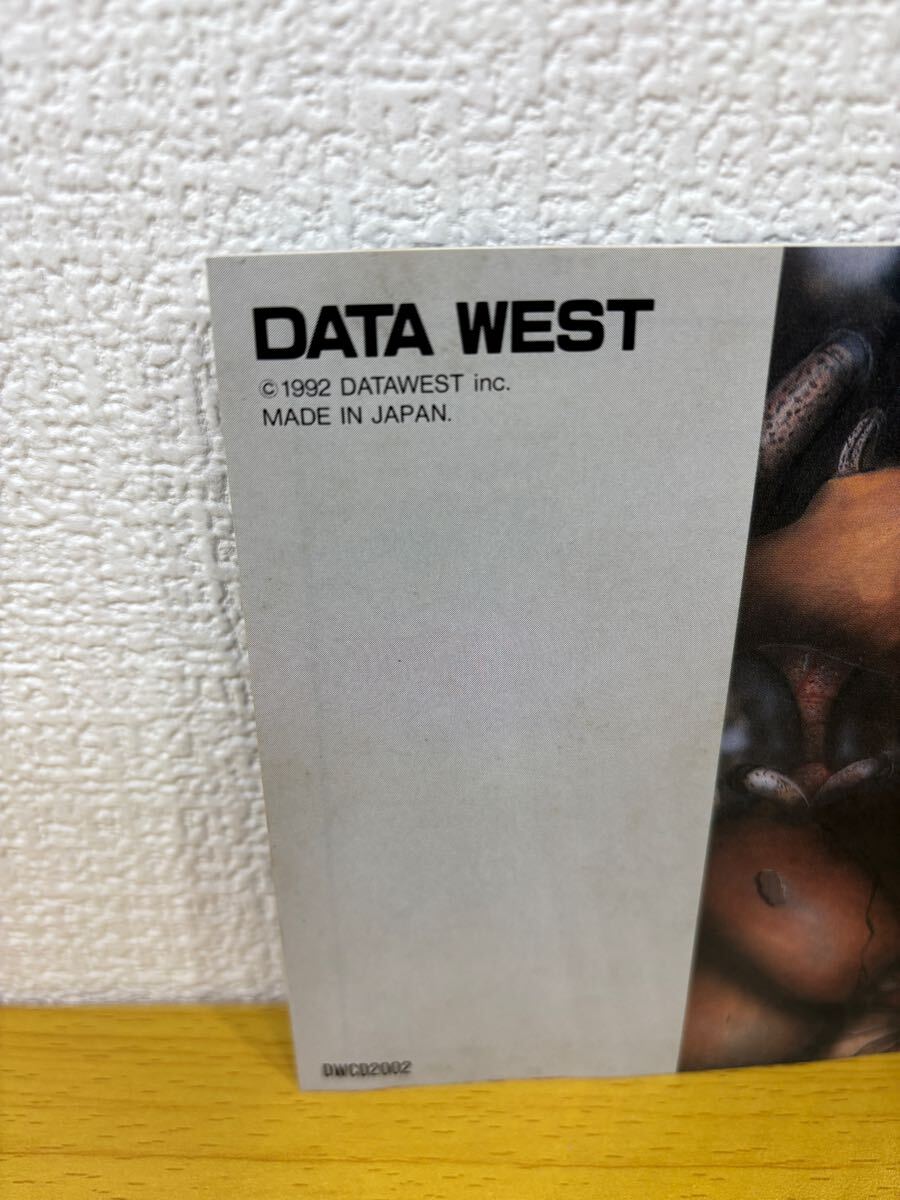 DATA WEST
©1992 DATAWEST inc.
MADE IN JAPAN.
DWCD2002